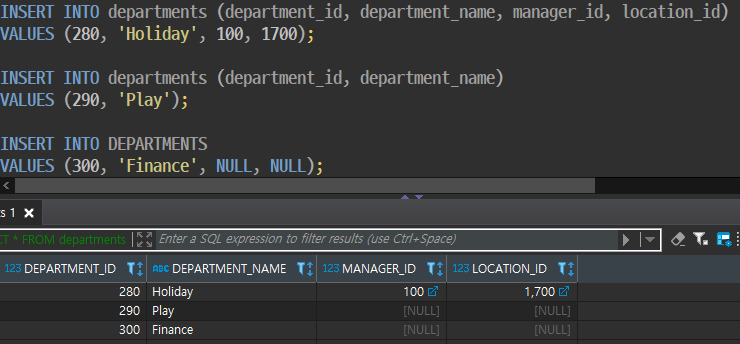 INSERT INTO departments (department_id, department_name, manager_id, location_id)
VALUES (280, 'Holiday', 100, 1700);
INSERT INTO departments (department_id, department_name)
VALUES (290, 'Play');
INSERT INTO DEPARTMENTS
VALUES (300, 'Finance', NULL, NULL);
ts 1
CT * FROM departments Enter a SQL expression to filter results (use Ctrl+Space)
123 DEPARTMENT_ID ABC DEPARTMENT_NAME 123 MANAGER_ID 123 LOCATION_ID
280 Holiday 100 1,700
290 Play [NULL] [NULL]
300 Finance [NULL] [NULL]